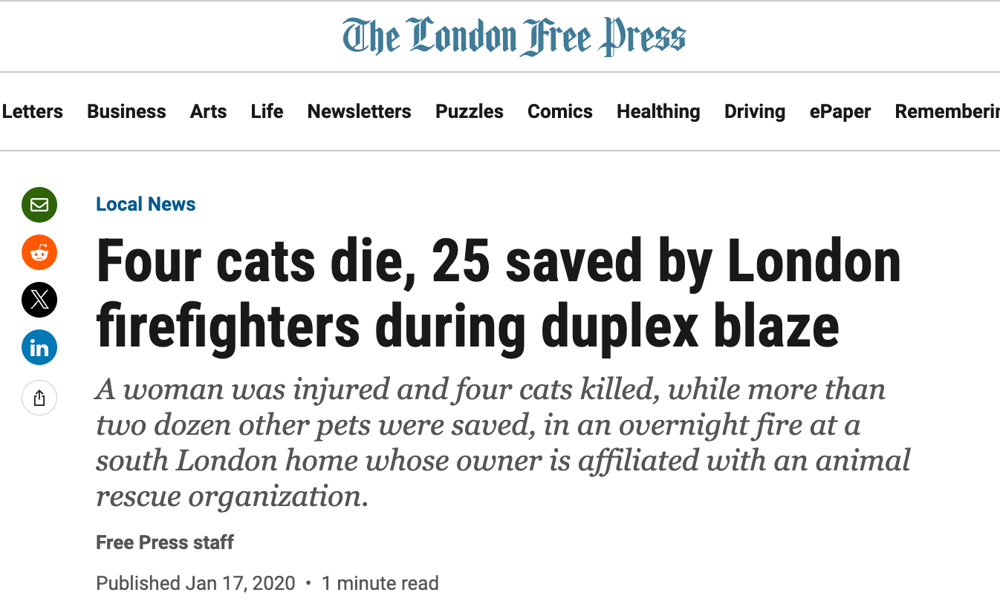 The London Free Press
Letters Business Arts Life Newsletters Puzzles Comics Healthing Driving ePaper Rememberin
Local News
Four cats die, 25 saved by London
firefighters during duplex blaze
A woman was injured and four cats killed, while more than
two dozen other pets were saved, in an overnight fire at a
south London home whose owner is affiliated with an animal
rescue organization.
Free Press staff
Published Jan 17, 2020 • 1 minute read